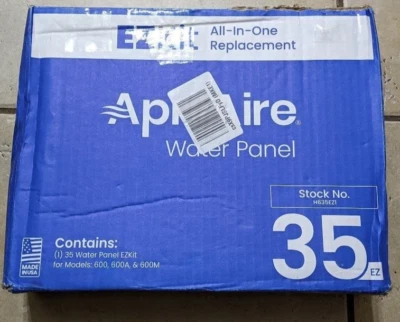 EZKit All-In-One
Replacement
Water Panel
Stock No.
H635EZ1
35
EZ
Contains:
(1) 35 Water Panel EZKit
for Models: 600, 600A, & 600M
MADE
IN USA